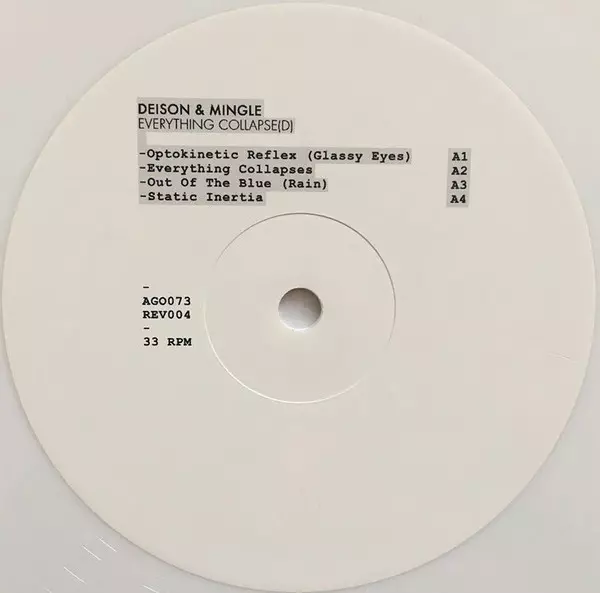 DEISON & MINGLE
EVERYTHING COLLAPSE(D)
-Optokinetic Reflex (Glassy Eyes) A1
-Everything Collapses A2
-Out Of The Blue (Rain) A3
-Static Inertia A4
-
AGO073
REV004
-
33 RPM